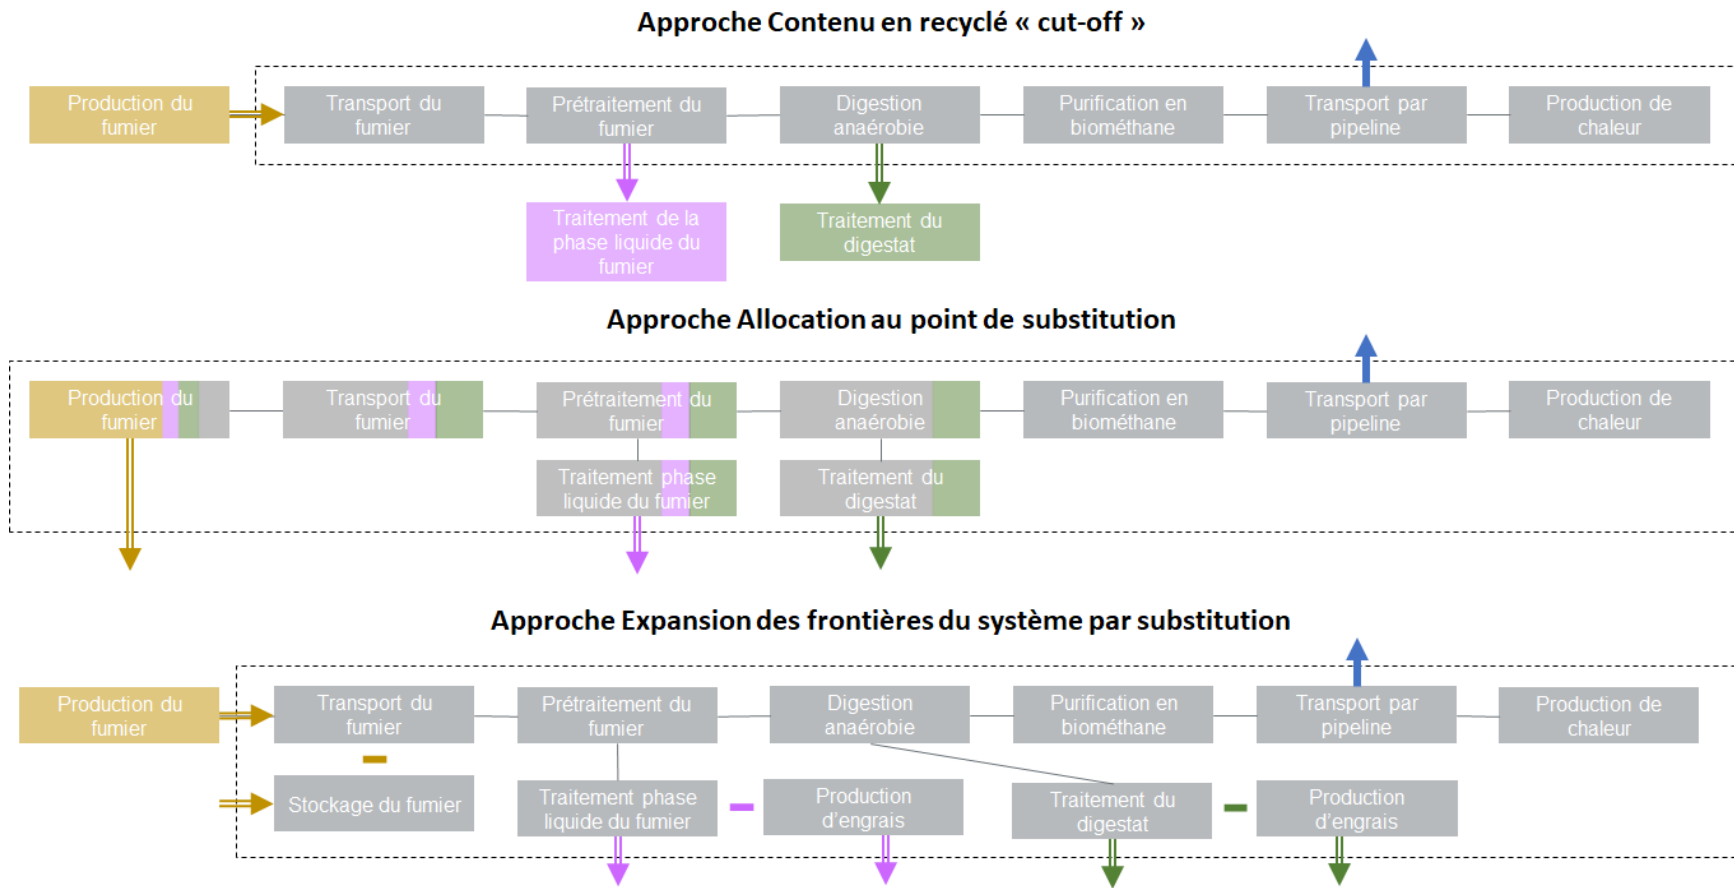 Approche Contenu en recyclé « cut-off »
Production du
fumier
Transport du
fumier
Prétraitement du
fumier
Digestion
anaérobie
Purification en
biométhane
Transport par
pipeline
Production de
chaleur
Traitement de la
phase liquide du
fumier
Traitement du
digestat
Approche Allocation au point de substitution
Production du
fumier
Transport du
fumier
Prétraitement du
fumier
Digestion
anaérobie
Purification en
biométhane
Transport par
pipeline
Production de
chaleur
Traitement phase
liquide du fumier
Traitement du
digestat
Approche Expansion des frontières du système par substitution
Production du
fumier
Transport du
fumier
Prétraitement du
fumier
Digestion
anaérobie
Purification en
biométhane
Transport par
pipeline
Production de
chaleur
Stockage du fumier
Traitement phase
liquide du fumier
Production
d'engrais
Traitement du
digestat
Production
d'engrais